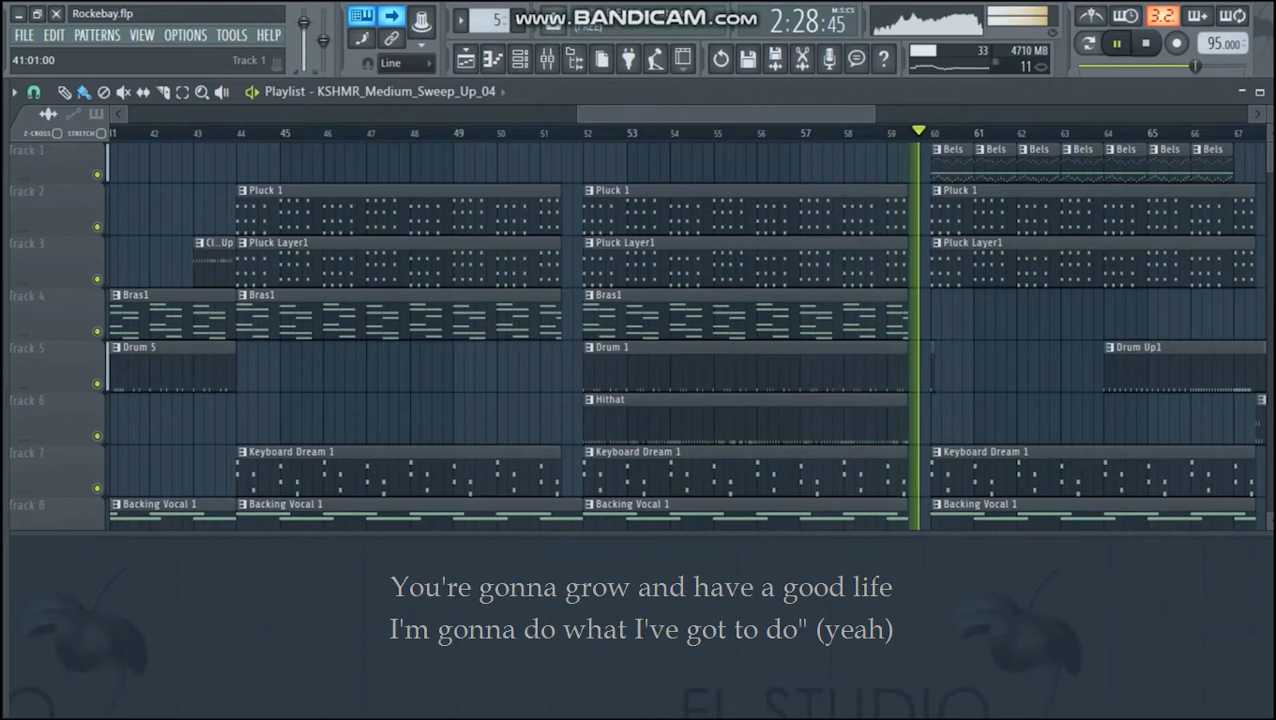 Rockebay.flp
5
www.BANDICAM.com
2:28:45
3.2.
FILE EDIT PATTERNS VIEW OPTIONS TOOLS HELP
Line
33 4710 MB
11
95.000
41:01:00 Track 1
Playlist - KSHMR_Medium_Sweep_Up_04
Z-CROSS STRETCH
42 43 44 45 46 47 48 49 50 51 52 53 54 55 56 57 58 59 60 61 62 63 64 65 66 67
Track 1 Bels Bels Bels Bels Bels Bels Bels
Track 2 Pluck 1 Pluck 1 Pluck 1
Track 3 Cl..Up Pluck Layer1 Pluck Layer1 Pluck Layer1
Track 4 Bras1 Bras1 Bras1
Track 5 Drum 5 Drum 1 Drum Up1
Track 6 Hithat
Track 7 Keyboard Dream 1 Keyboard Dream 1 Keyboard Dream 1
Track 8 Backing Vocal 1 Backing Vocal 1 Backing Vocal 1 Backing Vocal 1
You're gonna grow and have a good life
I'm gonna do what I've got to do" (yeah)
FL STUDIO